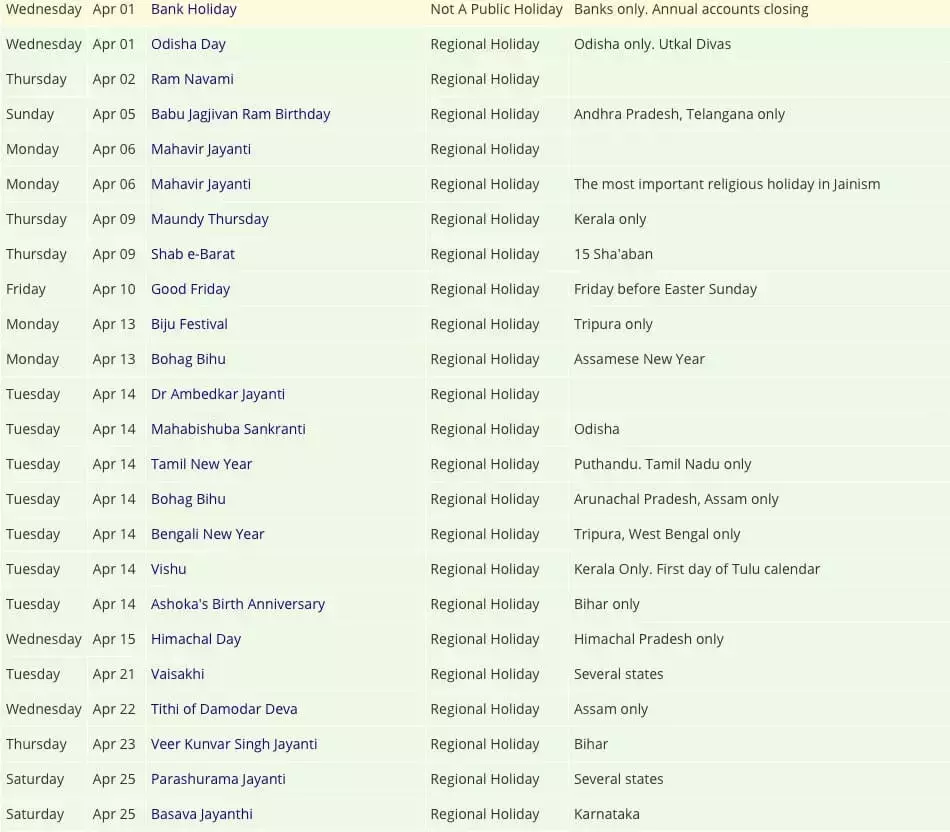 Wednesday Apr 01 Bank Holiday Not A Public Holiday Banks only. Annual accounts closing
Wednesday Apr 01 Odisha Day Regional Holiday Odisha only. Utkal Divas
Thursday Apr 02 Ram Navami Regional Holiday
Sunday Apr 05 Babu Jagjivan Ram Birthday Regional Holiday Andhra Pradesh, Telangana only
Monday Apr 06 Mahavir Jayanti Regional Holiday
Monday Apr 06 Mahavir Jayanti Regional Holiday The most important religious holiday in Jainism
Thursday Apr 09 Maundy Thursday Regional Holiday Kerala only
Thursday Apr 09 Shab e-Barat Regional Holiday 15 Sha'aban
Friday Apr 10 Good Friday Regional Holiday Friday before Easter Sunday
Monday Apr 13 Biju Festival Regional Holiday Tripura only
Monday Apr 13 Bohag Bihu Regional Holiday Assamese New Year
Tuesday Apr 14 Dr Ambedkar Jayanti Regional Holiday
Tuesday Apr 14 Mahabishuba Sankranti Regional Holiday Odisha
Tuesday Apr 14 Tamil New Year Regional Holiday Puthandu. Tamil Nadu only
Tuesday Apr 14 Bohag Bihu Regional Holiday Arunachal Pradesh, Assam only
Tuesday Apr 14 Bengali New Year Regional Holiday Tripura, West Bengal only
Tuesday Apr 14 Vishu Regional Holiday Kerala Only. First day of Tulu calendar
Tuesday Apr 14 Ashoka's Birth Anniversary Regional Holiday Bihar only
Wednesday Apr 15 Himachal Day Regional Holiday Himachal Pradesh only
Tuesday Apr 21 Vaisakhi Regional Holiday Several states
Wednesday Apr 22 Tithi of Damodar Deva Regional Holiday Assam only
Thursday Apr 23 Veer Kunvar Singh Jayanti Regional Holiday Bihar
Saturday Apr 25 Parashurama Jayanti Regional Holiday Several states
Saturday Apr 25 Basava Jayanthi Regional Holiday Karnataka